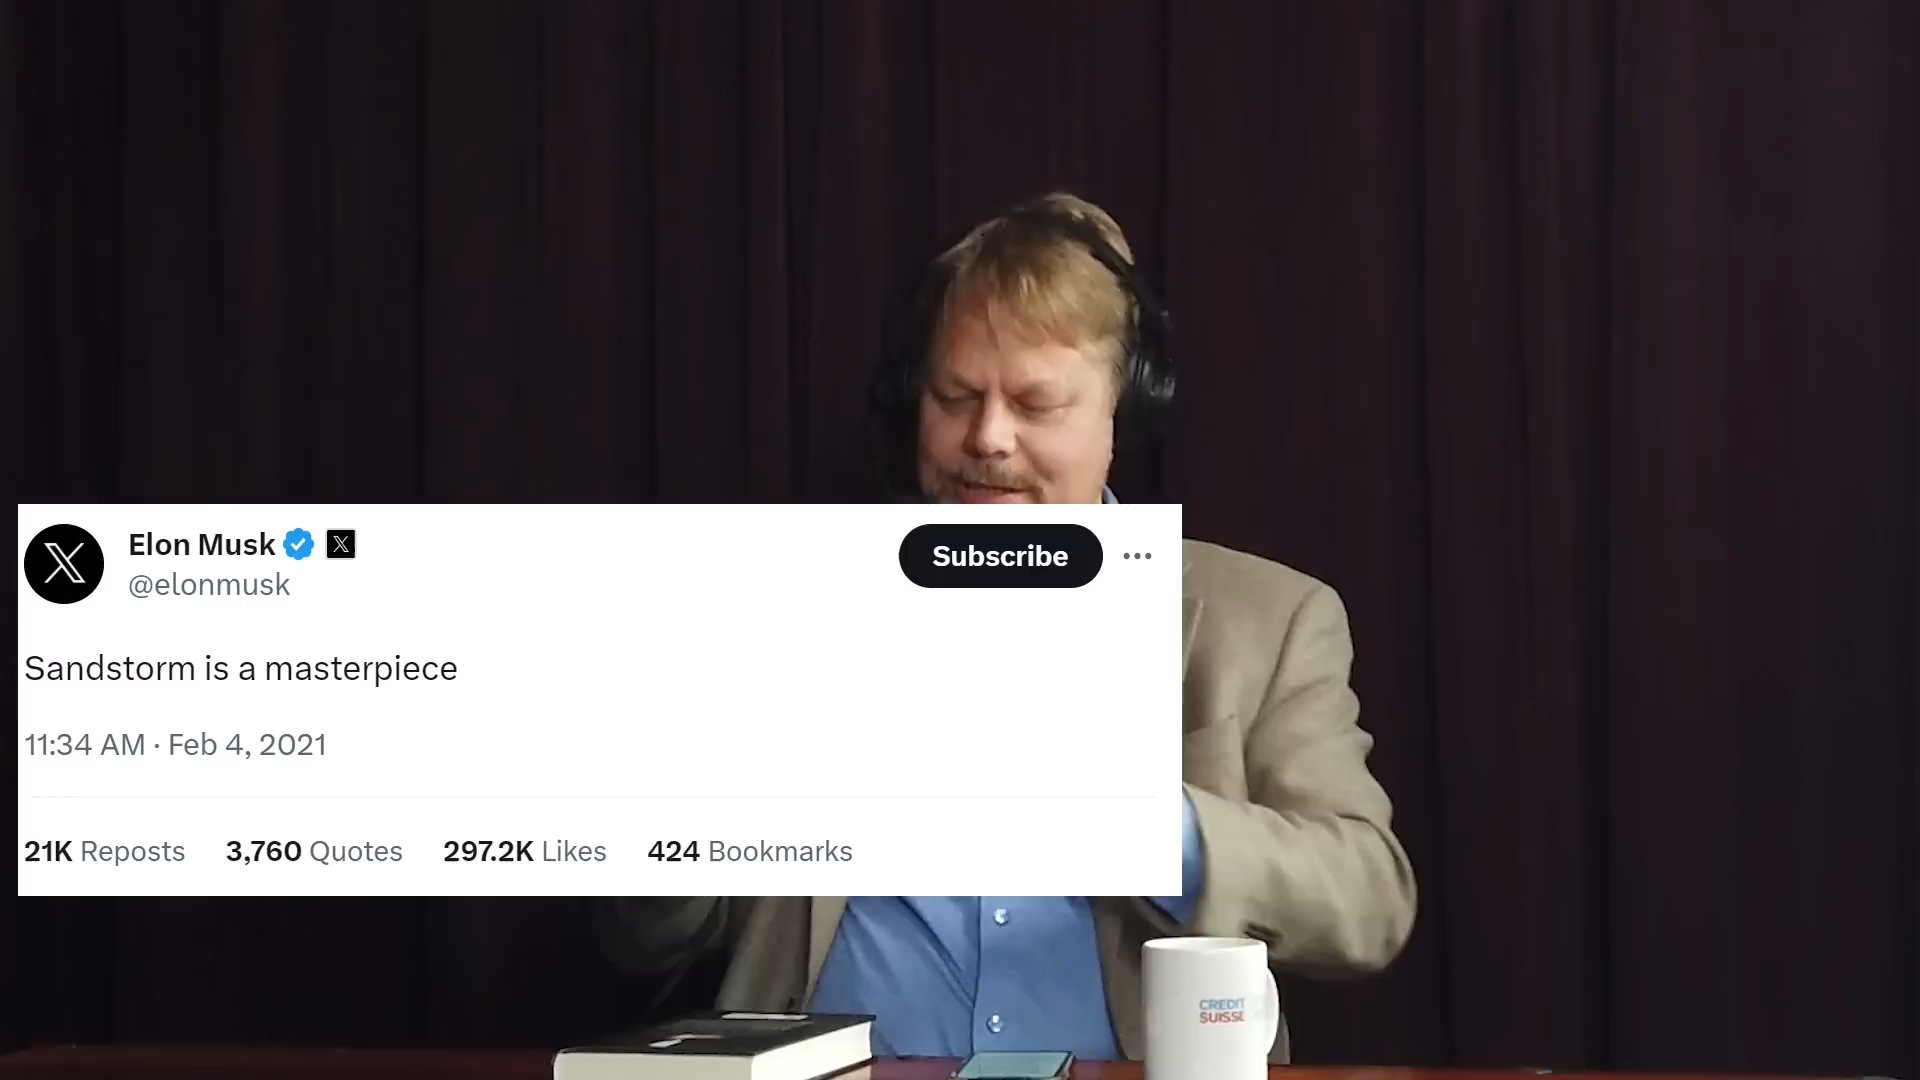 Elon Musk
@elonmusk
Subscribe
Sandstorm is a masterpiece
11:34 AM · Feb 4, 2021
21K Reposts 3,760 Quotes 297.2K Likes 424 Bookmarks
CREDIT
SUISSE